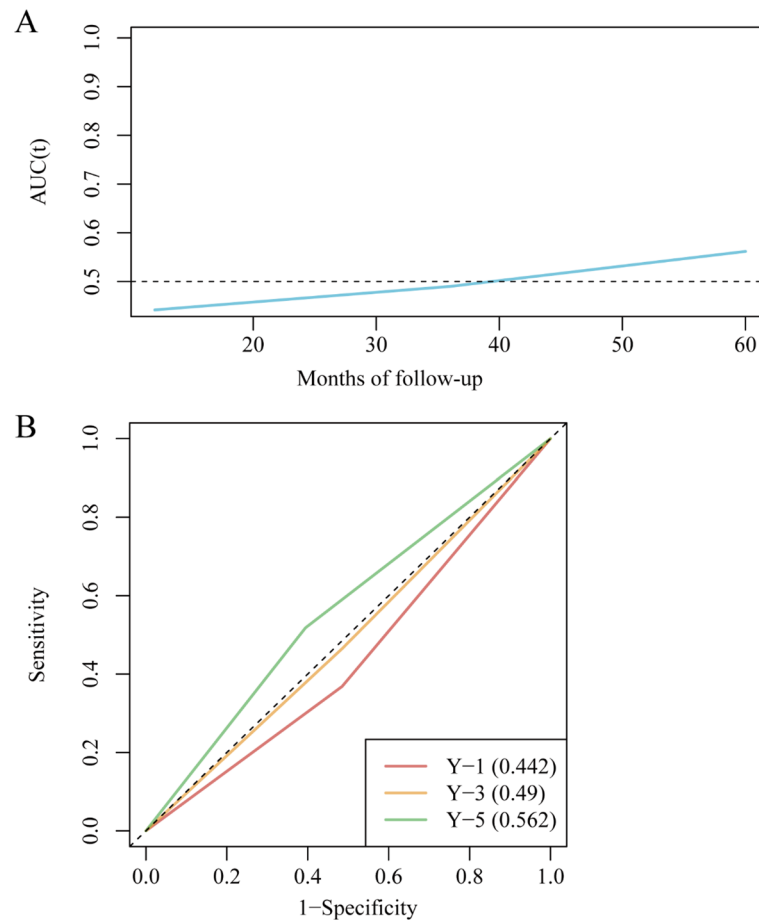 A
AUC(t)
1.0
0.9
0.8
0.7
0.6
0.5
20 30 40 50 60
Months of follow-up
B
Sensitivity
1.0
0.8
0.6
0.4
0.2
0.0
Y−1 (0.442)
Y−3 (0.49)
Y−5 (0.562)
0.0 0.2 0.4 0.6 0.8 1.0
1−Specificity